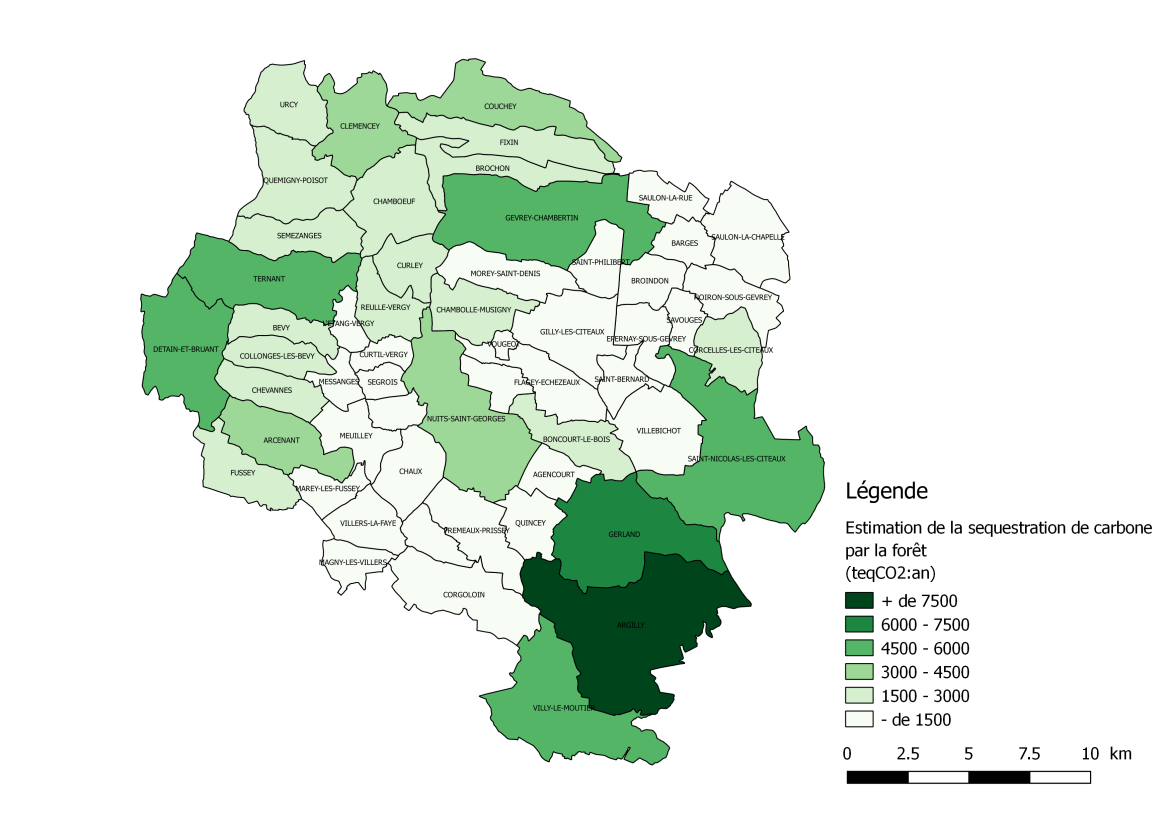 URCY
COUCHEY
CLEMENCEY
FIXIN
BROCHON
QUEMIGNY-POISOT
SAULON-LA-RUE
CHAMBOEUF
GEVREY-CHAMBERTIN
SEMEZANGES
SAULON-LA-CHAPELLE
BARGES
SAINT-PHILIBERT
CURLEY
MOREY-SAINT-DENIS
TERNANT
BROINDON
NOIRON-SOUS-GEVREY
REULLE-VERGY
CHAMBOLLE-MUSIGNY
SAVOUGES
L'ETANG-VERGY
BEVY
GILLY-LES-CITEAUX
EPERNAY-SOUS-GEVREY
VOUGEOT
DETAIN-ET-BRUANT
CORCELLES-LES-CITEAUX
COLLONGES-LES-BEVY
CURTIL-VERGY
MESSANGES
SEGROIS
FLAGEY-ECHEZEAUX
SAINT-BERNARD
CHEVANNES
NUITS-SAINT-GEORGES
VILLEBICHOT
MEUILLEY
ARCENANT
BONCOURT-LE-BOIS
SAINT-NICOLAS-LES-CITEAUX
FUSSEY
CHAUX
AGENCOURT
MAREY-LES-FUSSEY
VILLERS-LA-FAYE
QUINCEY
PREMEAUX-PRISSEY
GERLAND
MAGNY-LES-VILLERS
CORGOLOIN
ARGILLY
VILLY-LE-MOUTIER
Légende
Estimation de la sequestration de carbone
par la forêt
(teqCO2:an)
+ de 7500
6000 - 7500
4500 - 6000
3000 - 4500
1500 - 3000
- de 1500
0 2.5 5 7.5 10 km